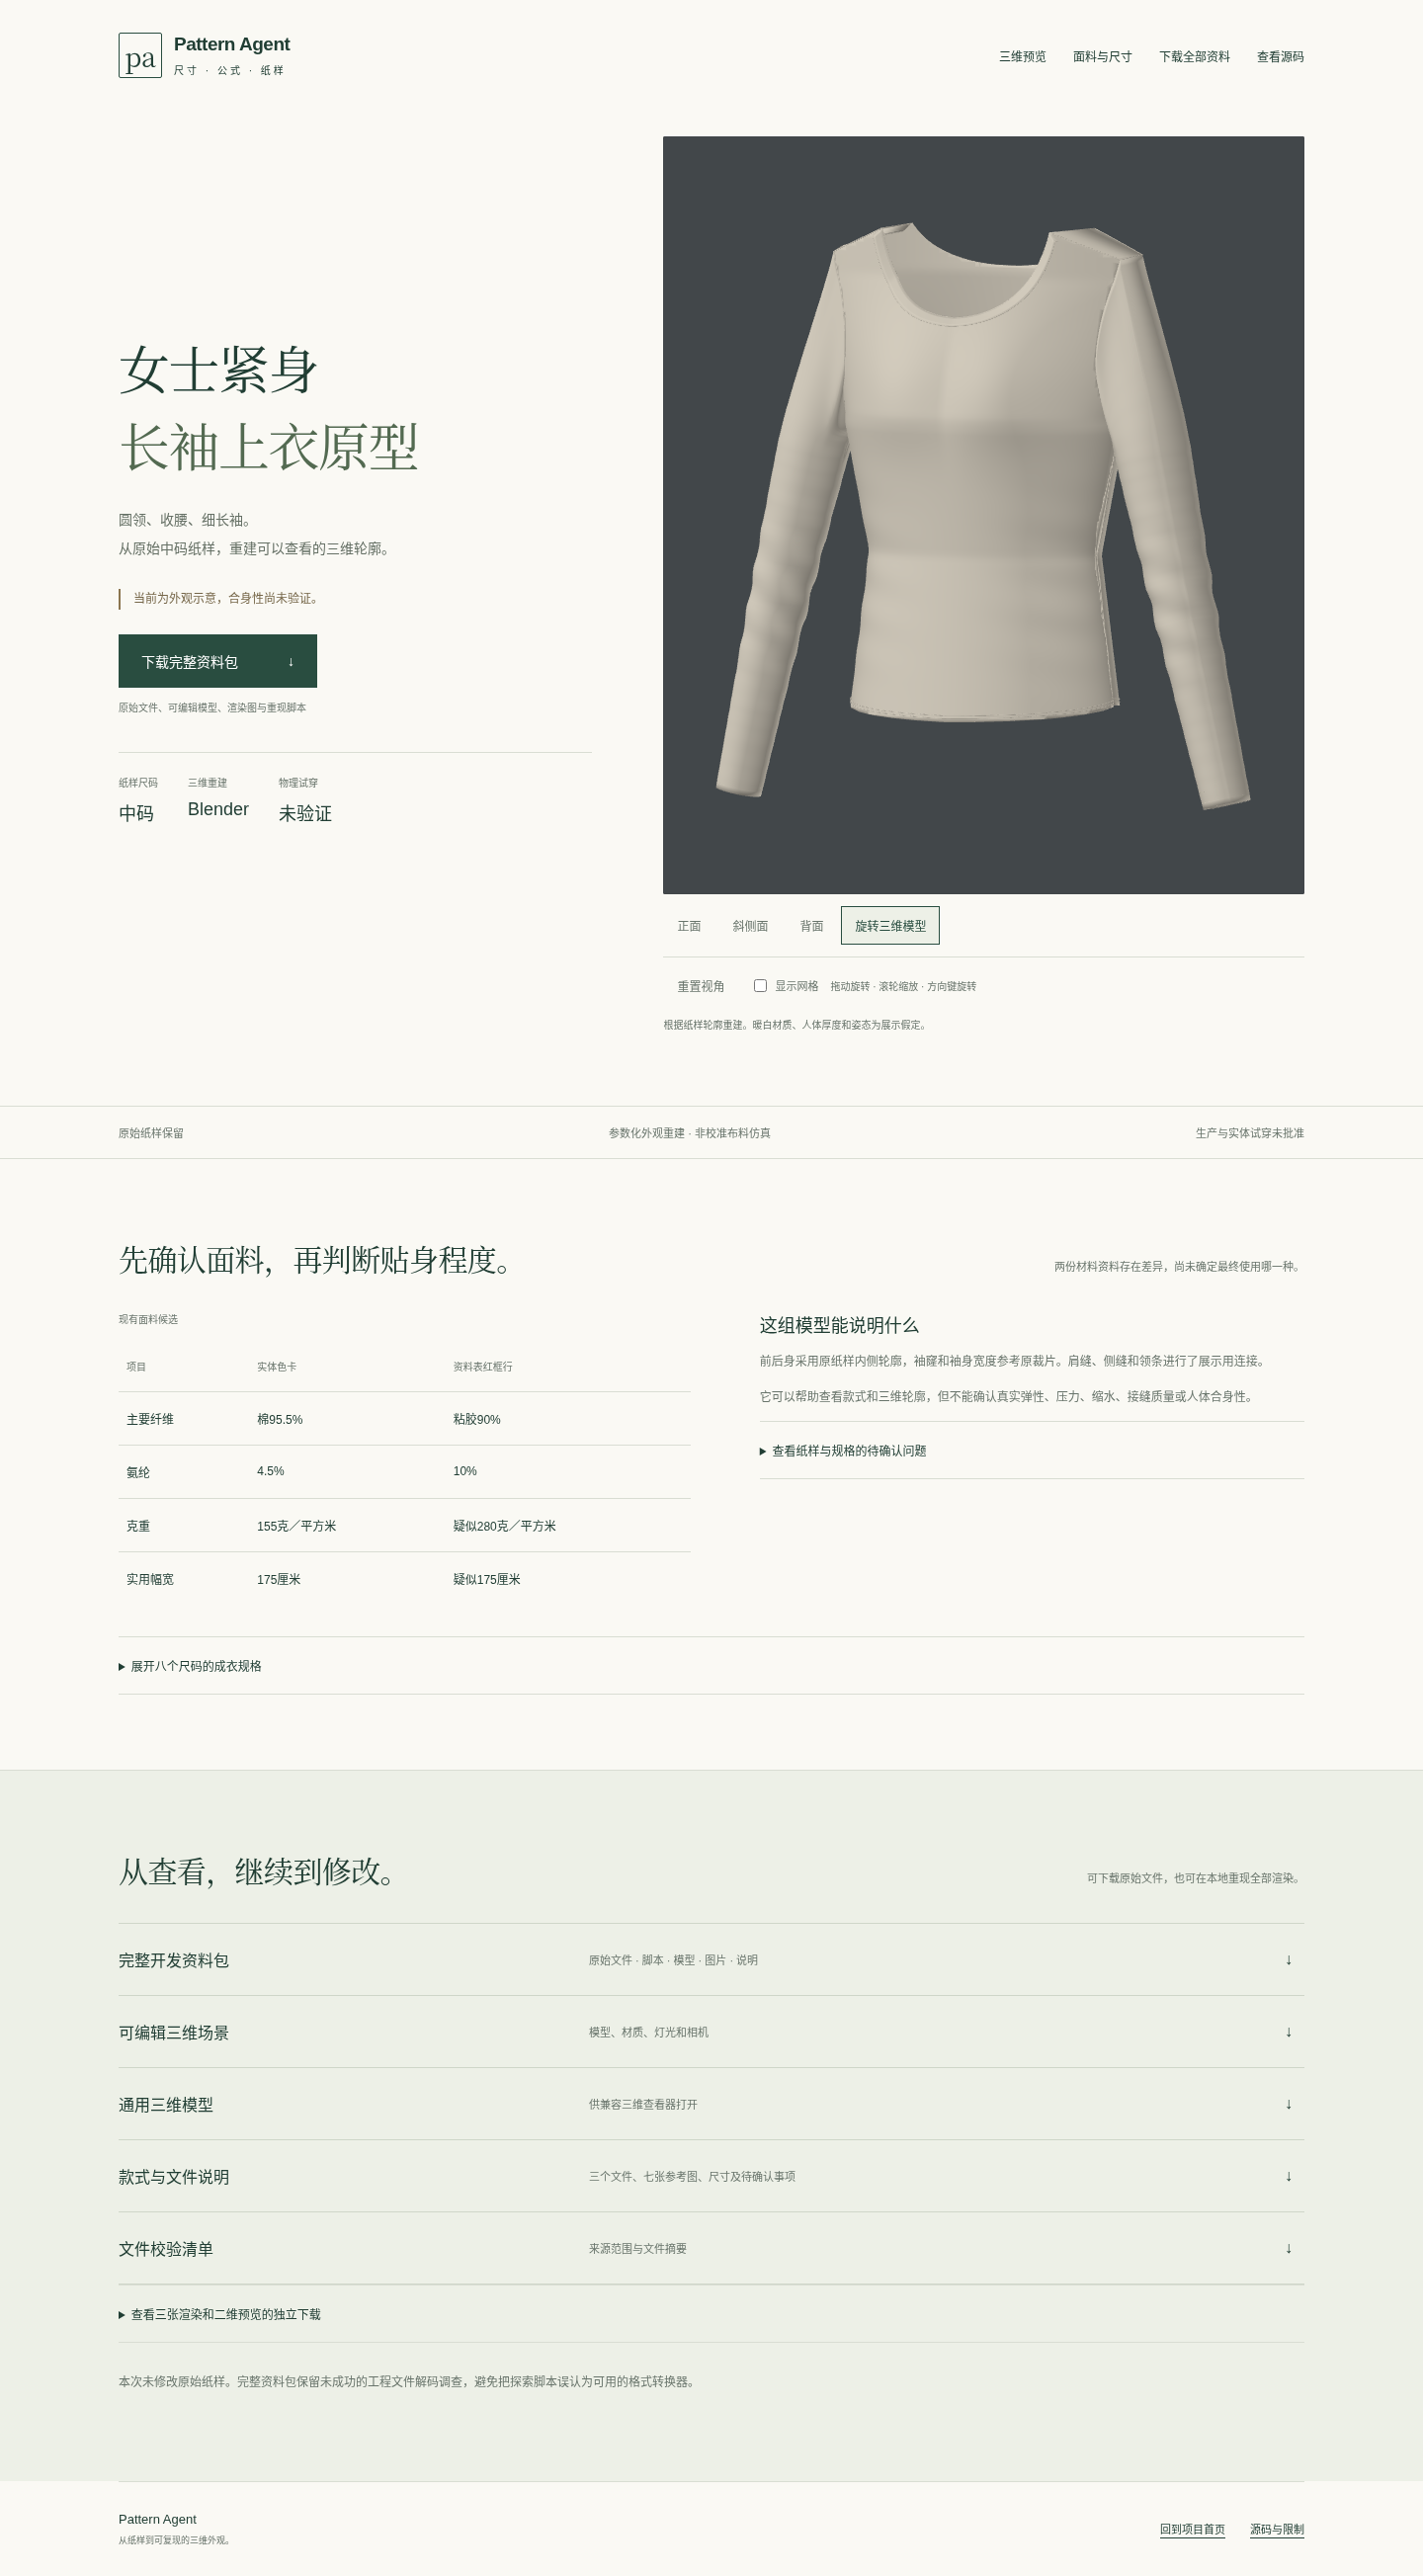 pa
Pattern Agent
尺寸 · 公式 · 纸样
三维预览 面料与尺寸 下载全部资料 查看源码
女士紧身
长袖上衣原型
圆领、收腰、细长袖。
从原始中码纸样，重建可以查看的三维轮廓。
当前为外观示意，合身性尚未验证。
下载完整资料包 ↓
原始文件、可编辑模型、渲染图与重现脚本
纸样尺码 三维重建 物理试穿
中码 Blender 未验证
正面 斜侧面 背面 旋转三维模型
重置视角 显示网格 拖动旋转 · 滚轮缩放 · 方向键旋转
根据纸样轮廓重建。暖白材质、人体厚度和姿态为展示假定。
原始纸样保留 参数化外观重建 · 非校准布料仿真 生产与实体试穿未批准
先确认面料，再判断贴身程度。
两份材料资料存在差异，尚未确定最终使用哪一种。
现有面料候选
项目 实体色卡 资料表红框行
主要纤维 棉95.5% 粘胶90%
氨纶 4.5% 10%
克重 155克／平方米 疑似280克／平方米
实用幅宽 175厘米 疑似175厘米
这组模型能说明什么
前后身采用原纸样内侧轮廓，袖窿和袖身宽度参考原裁片。肩缝、侧缝和领条进行了展示用连接。
它可以帮助查看款式和三维轮廓，但不能确认真实弹性、压力、缩水、接缝质量或人体合身性。
▶ 查看纸样与规格的待确认问题
▶ 展开八个尺码的成衣规格
从查看，继续到修改。
可下载原始文件，也可在本地重现全部渲染。
完整开发资料包 原始文件 · 脚本 · 模型 · 图片 · 说明 ↓
可编辑三维场景 模型、材质、灯光和相机 ↓
通用三维模型 供兼容三维查看器打开 ↓
款式与文件说明 三个文件、七张参考图、尺寸及待确认事项 ↓
文件校验清单 来源范围与文件摘要 ↓
▶ 查看三张渲染和二维预览的独立下载
本次未修改原始纸样。完整资料包保留未成功的工程文件解码调查，避免把探索脚本误认为可用的格式转换器。
Pattern Agent
从纸样到可复现的三维外观。
回到项目首页 源码与限制